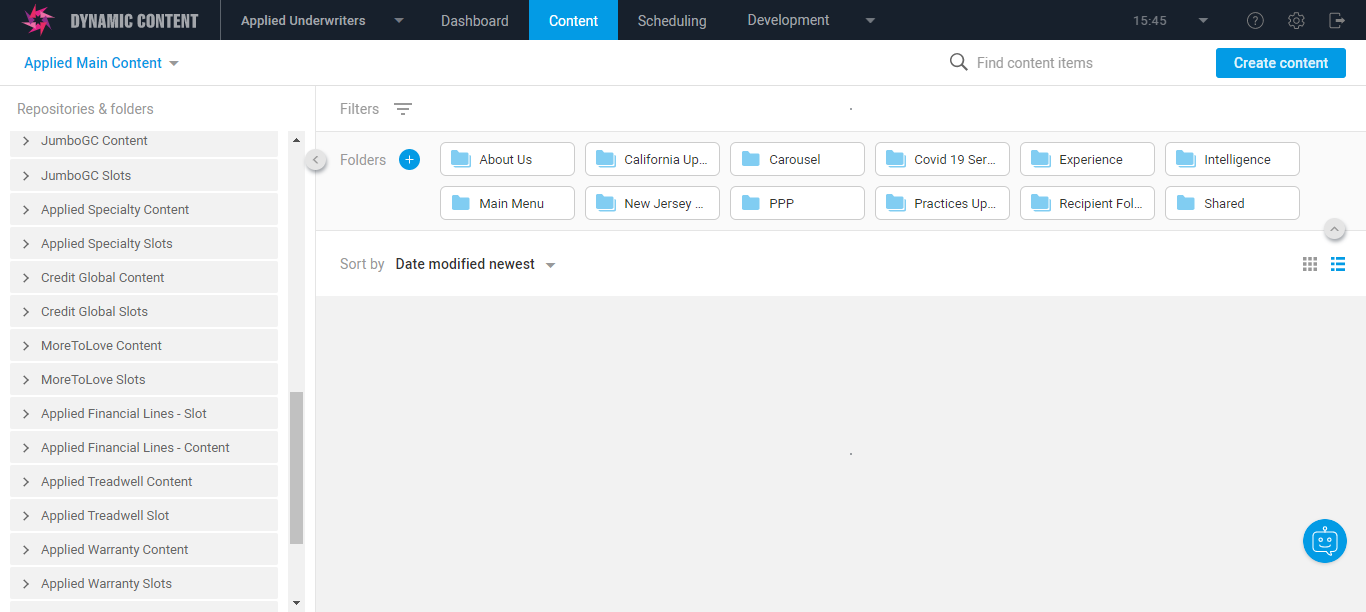 DYNAMIC CONTENT Applied Underwriters Dashboard Content Scheduling Development 15:45
Applied Main Content Find content items Create content
Repositories & folders Filters
JumboGC Content
JumboGC Slots
Applied Specialty Content
Applied Specialty Slots
Credit Global Content
Credit Global Slots
MoreToLove Content
MoreToLove Slots
Applied Financial Lines - Slot
Applied Financial Lines - Content
Applied Treadwell Content
Applied Treadwell Slot
Applied Warranty Content
Applied Warranty Slots
Folders About Us California Up... Carousel Covid 19 Ser... Experience Intelligence
Main Menu New Jersey ... PPP Practices Up... Recipient Fol... Shared
Sort by Date modified newest